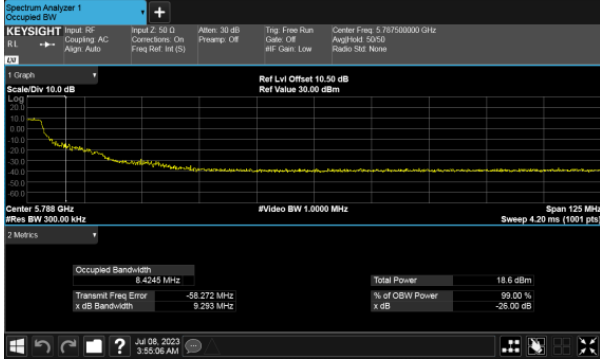 Spectrum Analyzer 1
Occupied BW
+
KEYSIGHT Input: RF Input Z: 50 Ω Atten: 30 dB Trig: Free Run Center Freq: 5.787500000 GHz
RL Coupling: AC Corrections: On Preamp: Off Gate: Off Avg|Hold: 50/50
Align: Auto Freq Ref: Int (S) #IF Gain: Low Radio Std: None
1 Graph
Ref Lvl Offset 10.50 dB
Scale/Div 10.0 dB Ref Value 30.00 dBm
Log
20.0
10.0
0.00
-10.0
-20.0
-30.0
-40.0
-50.0
-60.0
Center 5.788 GHz #Video BW 1.0000 MHz Span 125 MHz
#Res BW 300.00 kHz Sweep 4.20 ms (1001 pts)
2 Metrics
Occupied Bandwidth
8.4245 MHz Total Power 18.6 dBm
Transmit Freq Error -58.272 MHz % of OBW Power 99.00 %
x dB Bandwidth 9.293 MHz x dB -26.00 dB
? Jul 08, 2023
3:55:06 AM